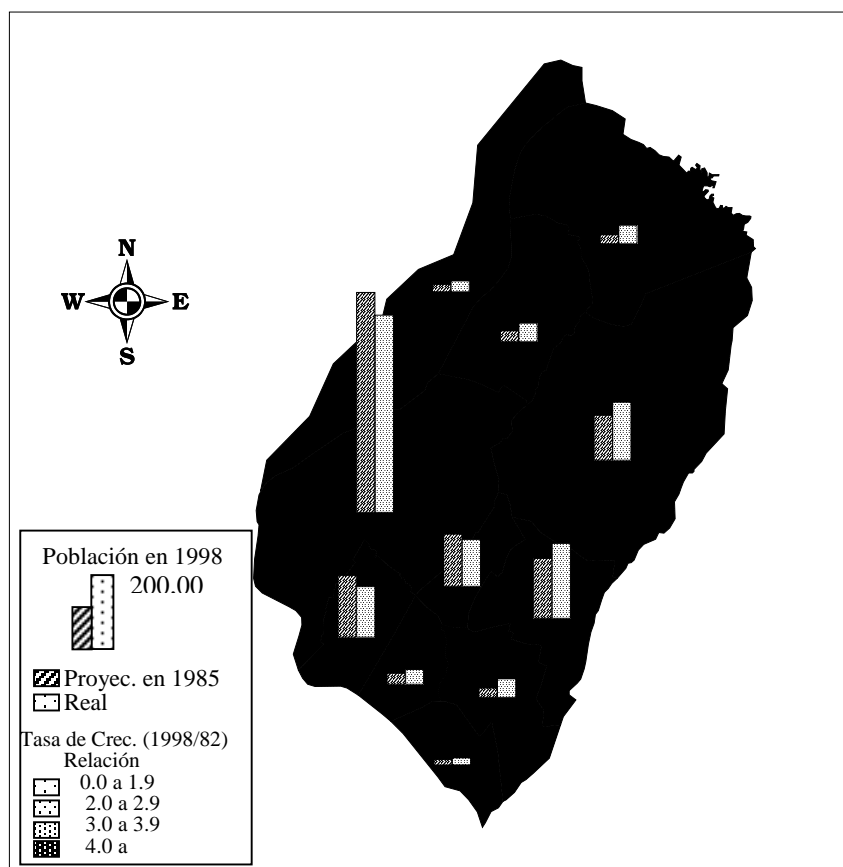 N
W E
S
Población en 1998
200.00
Proyec. en 1985
Real
Tasa de Crec. (1998/82)
Relación
0.0 a 1.9
2.0 a 2.9
3.0 a 3.9
4.0 a